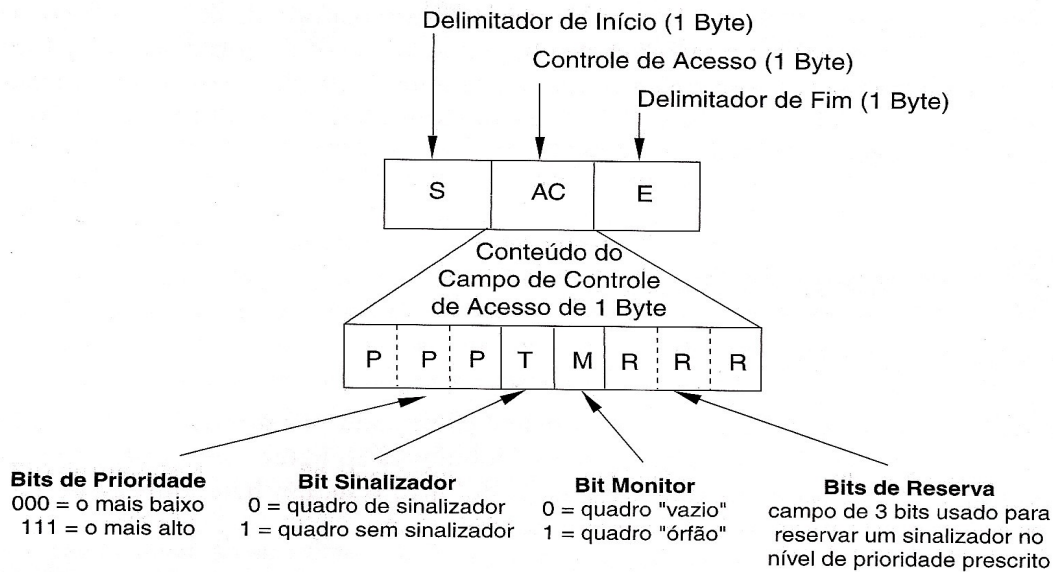 Delimitador de Início (1 Byte)
Controle de Acesso (1 Byte)
Delimitador de Fim (1 Byte)
S AC E
Conteúdo do
Campo de Controle
de Acesso de 1 Byte
P P P T M R R R
Bits de Prioridade
000 = o mais baixo
111 = o mais alto
Bit Sinalizador
0 = quadro de sinalizador
1 = quadro sem sinalizador
Bit Monitor
0 = quadro "vazio"
1 = quadro "órfão"
Bits de Reserva
campo de 3 bits usado para
reservar um sinalizador no
nível de prioridade prescrito